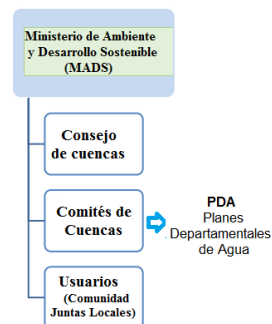 Ministerio de Ambiente
y Desarrollo Sostenible
(MADS)
Consejo
de cuencas
Comités de
Cuencas
PDA
Planes
Departamentales
de Agua
Usuarios
(Comunidad
Juntas Locales)